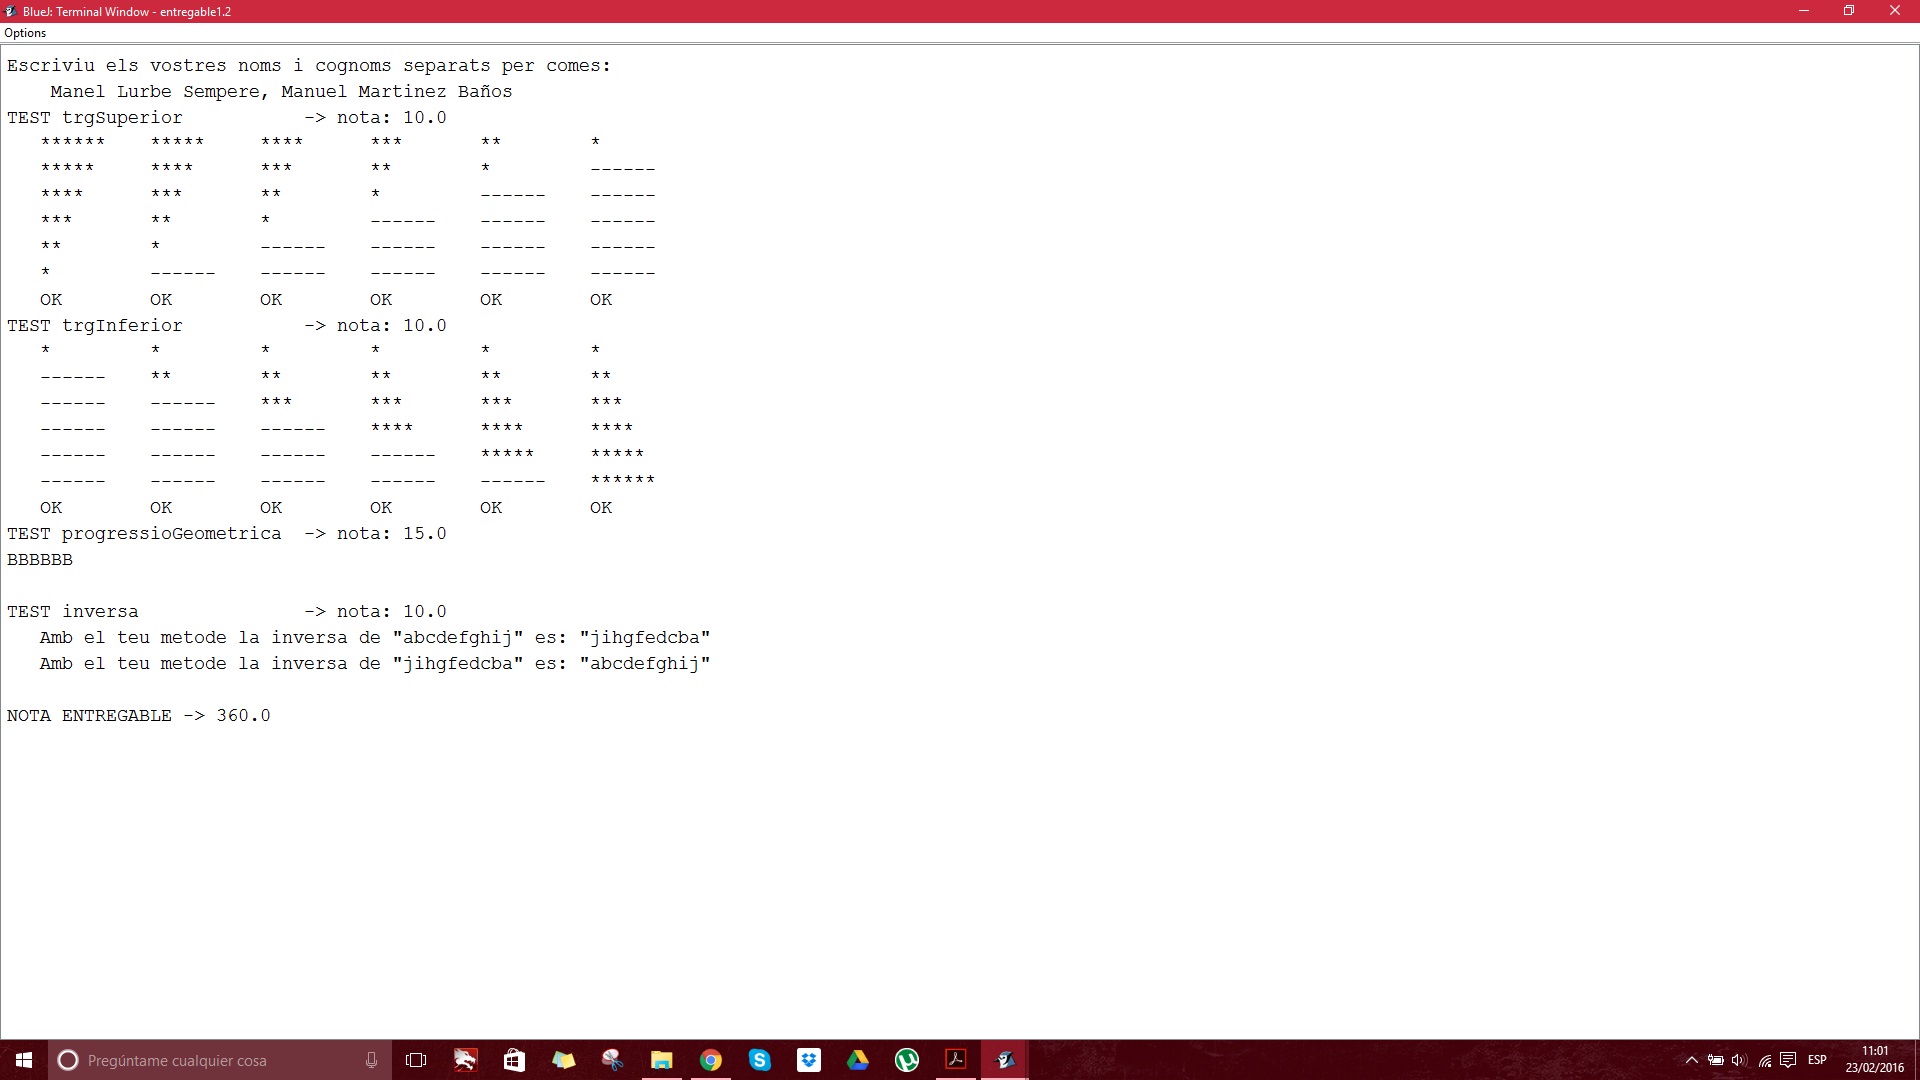 BlueJ: Terminal Window - entregable1.2
Options
Escriviu els vostres noms i cognoms separats per comes:
    Manel Lurbe Sempere, Manuel Martinez Baños
TEST trgSuperior           -> nota: 10.0
   ******    *****     ****      ***       **        *
   *****     ****      ***       **        *         ------
   ****      ***       **        *         ------    ------
   ***       **        *         ------    ------    ------
   **        *         ------    ------    ------    ------
   *         ------    ------    ------    ------    ------
   OK        OK        OK        OK        OK        OK
TEST trgInferior           -> nota: 10.0
   *         *         *         *         *         *
   ------    **        **        **        **        **
   ------    ------    ***       ***       ***       ***
   ------    ------    ------    ****      ****      ****
   ------    ------    ------    ------    *****     *****
   ------    ------    ------    ------    ------    ******
   OK        OK        OK        OK        OK        OK
TEST progressioGeometrica  -> nota: 15.0
BBBBBB
TEST inversa               -> nota: 10.0
   Amb el teu metode la inversa de "abcdefghij" es: "jihgfedcba"
   Amb el teu metode la inversa de "jihgfedcba" es: "abcdefghij"
NOTA ENTREGABLE -> 360.0
Pregúntame cualquier cosa
ESP
11:01
23/02/2016